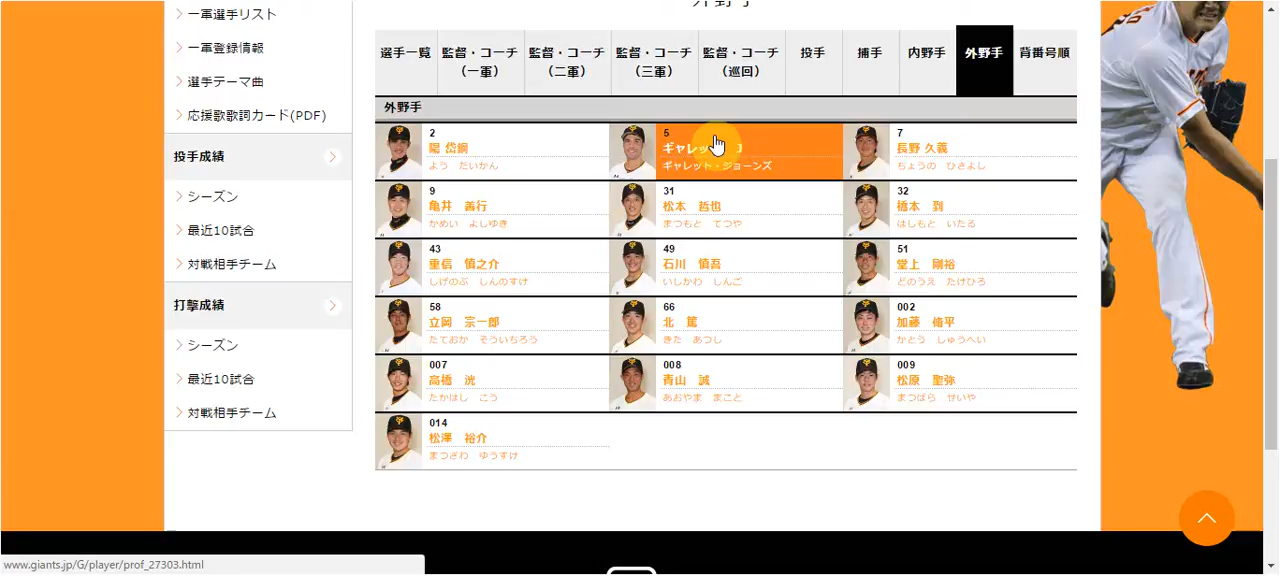 一軍選手リスト
一軍登録情報
選手テーマ曲
応援歌歌詞カード(PDF)
投手成績
シーズン
最近10試合
対戦相手チーム
打撃成績
シーズン
最近10試合
対戦相手チーム
選手一覧
監督・コーチ
(一軍)
監督・コーチ
(二軍)
監督・コーチ
(三軍)
監督・コーチ
(巡回)
投手
捕手
内野手
外野手
背番号順
外野手
2
陽 岱鋼
よう だいかん
5
ギャレット
ギャレット・ジョーンズ
7
長野 久義
ちょうの ひさよし
9
亀井 善行
かめい よしゆき
31
松本 哲也
まつもと てつや
32
橋本 到
はしもと いたる
43
重信 慎之介
しげのぶ しんのすけ
49
石川 慎吾
いしかわ しんご
51
堂上 剛裕
どのうえ たけひろ
58
立岡 宗一郎
たておか そういちろう
66
北 篤
きた あつし
002
加藤 脩平
かとう しゅうへい
007
高橋 洸
たかはし こう
008
青山 誠
あおやま まこと
009
松原 聖弥
まつばら せいや
014
松澤 裕介
まつざわ ゆうすけ
www.giants.jp/G/player/prof_27303.html